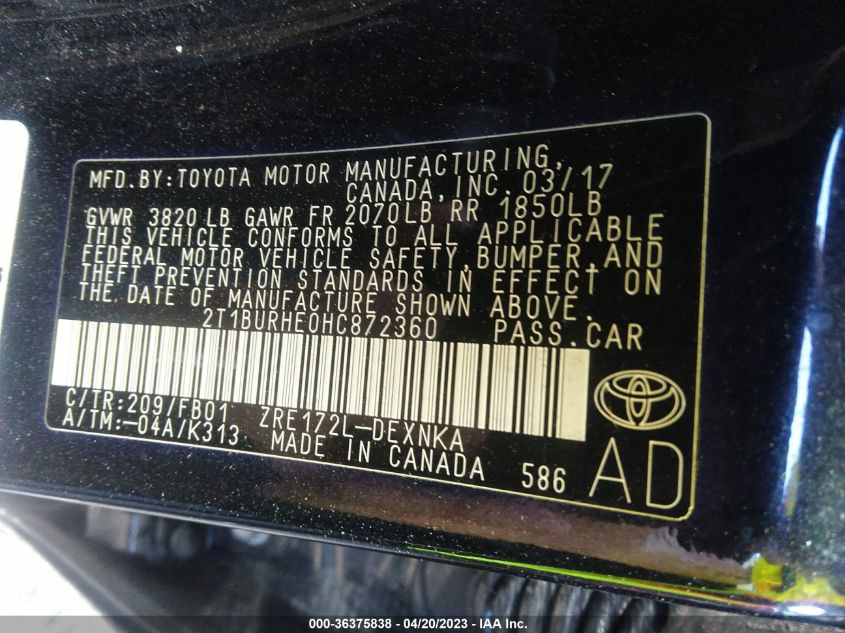 MFD.BY:TOYOTA MOTOR MANUFACTURING,
CANADA,INC. 03/17
GVWR 3820 LB GAWR FR 2070LB RR 1850LB
THIS VEHICLE CONFORMS TO ALL APPLICABLE
FEDERAL MOTOR VEHICLE SAFETY,BUMPER,AND
THEFT PREVENTION STANDARDS IN EFFECT ON
THE DATE OF MANUFACTURE SHOWN ABOVE.
2T1BURHE0HC872360 PASS.CAR
C/TR:209/FB01 ZRE172L-DEXNKA
A/TM:-04A/K313 MADE IN CANADA 586 AD
000-36375838 - 04/20/2023 - IAA Inc.